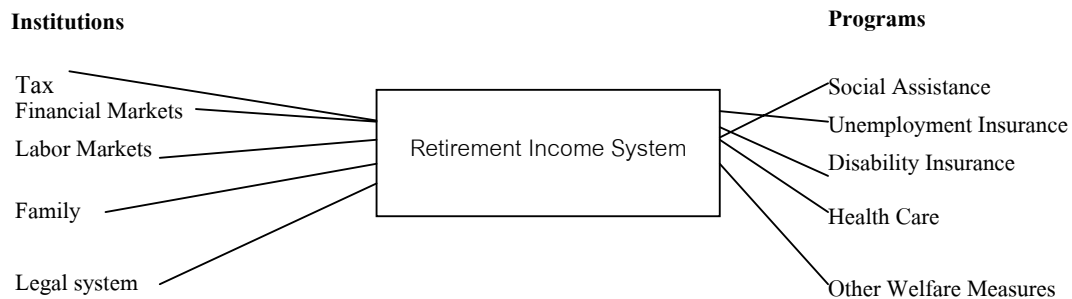 Institutions
Programs
Tax
Financial Markets
Labor Markets
Family
Legal system
Retirement Income System
Social Assistance
Unemployment Insurance
Disability Insurance
Health Care
Other Welfare Measures